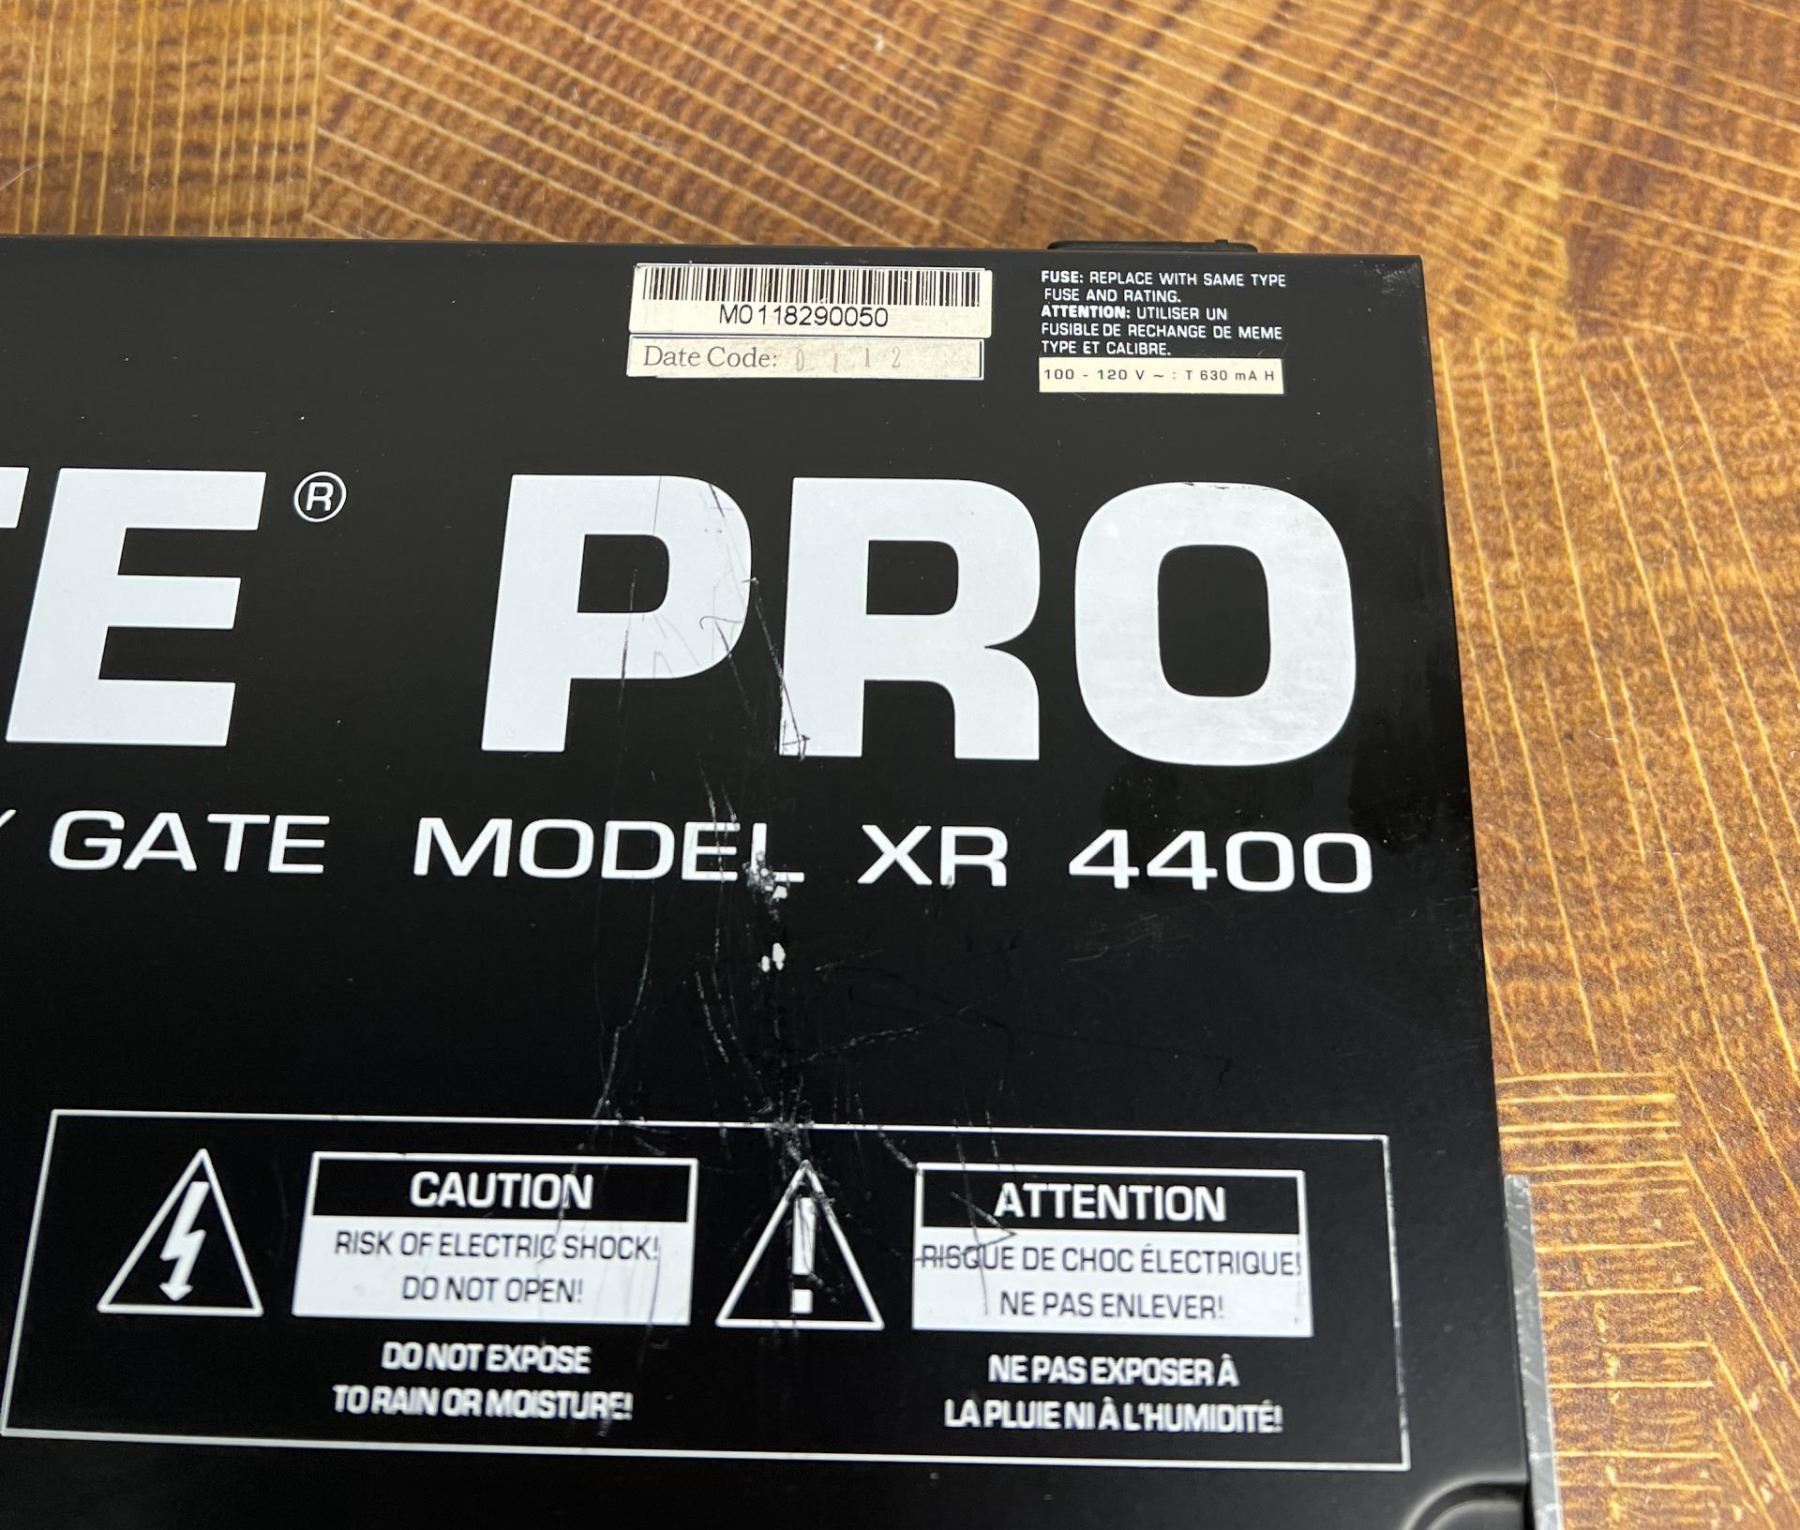 M0118290050
Date Code: 0112
FUSE: REPLACE WITH SAME TYPE
FUSE AND RATING.
ATTENTION: UTILISER UN
FUSIBLE DE RECHANGE DE MEME
TYPE ET CALIBRE.
100 - 120 V ~ : T 630 mA H
TE® PRO
Y GATE MODEL XR 4400
CAUTION
RISK OF ELECTRIC SHOCK!
DO NOT OPEN!
DO NOT EXPOSE
TO RAIN OR MOISTURE!
ATTENTION
RISQUE DE CHOC ÉLECTRIQUE!
NE PAS ENLEVER!
NE PAS EXPOSER À
LA PLUIE NI À L'HUMIDITÉ!